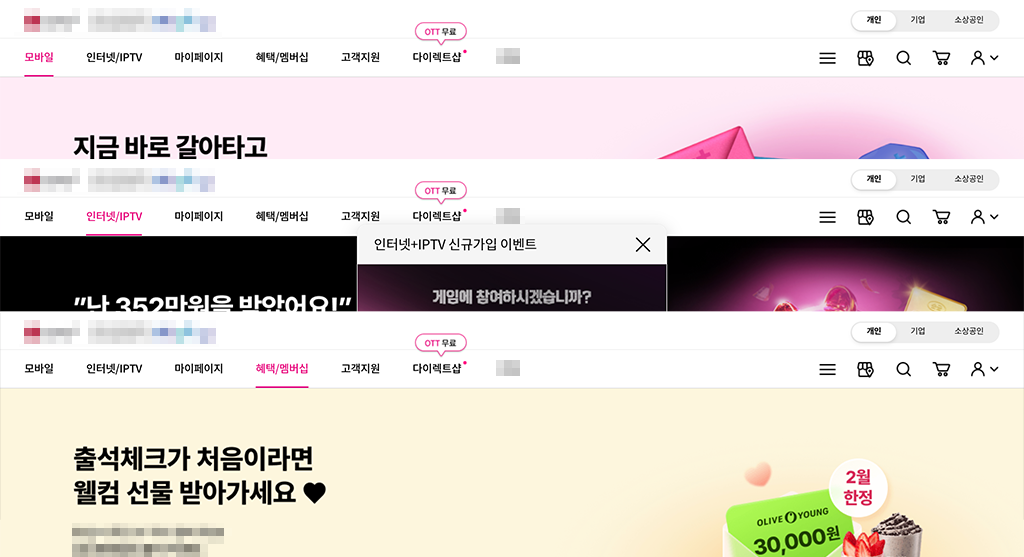 개인 기업 소상공인
OTT 무료
모바일 인터넷/IPTV 마이페이지 혜택/멤버십 고객지원 다이렉트샵
지금 바로 갈아타고
개인 기업 소상공인
OTT 무료
모바일 인터넷/IPTV 마이페이지 혜택/멤버십 고객지원 다이렉트샵
인터넷+IPTV 신규가입 이벤트
"난 352만원을 받았어요!"
게임에 참여하시겠습니까?
개인 기업 소상공인
OTT 무료
모바일 인터넷/IPTV 마이페이지 혜택/멤버십 고객지원 다이렉트샵
출석체크가 처음이라면
웰컴 선물 받아가세요 ♥
2월
한정
OLIVE YOUNG
30,000원